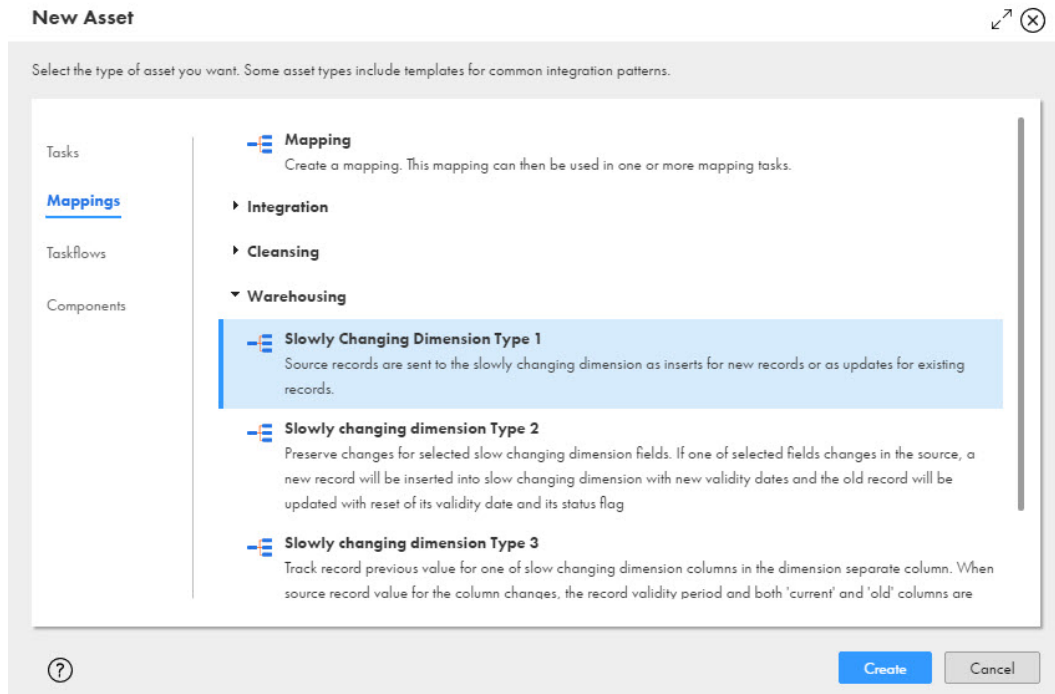 New Asset
Select the type of asset you want. Some asset types include templates for common integration patterns.
Tasks
Mappings
Taskflows
Components
Mapping
Create a mapping. This mapping can then be used in one or more mapping tasks.
Integration
Cleansing
Warehousing
Slowly Changing Dimension Type 1
Source records are sent to the slowly changing dimension as inserts for new records or as updates for existing
records.
Slowly changing dimension Type 2
Preserve changes for selected slow changing dimension fields. If one of selected fields changes in the source, a
new record will be inserted into slow changing dimension with new validity dates and the old record will be
updated with reset of its validity date and its status flag
Slowly changing dimension Type 3
Track record previous value for one of slow changing dimension columns in the dimension separate column. When
source record value for the column changes, the record validity period and both 'current' and 'old' columns are
?
Create
Cancel